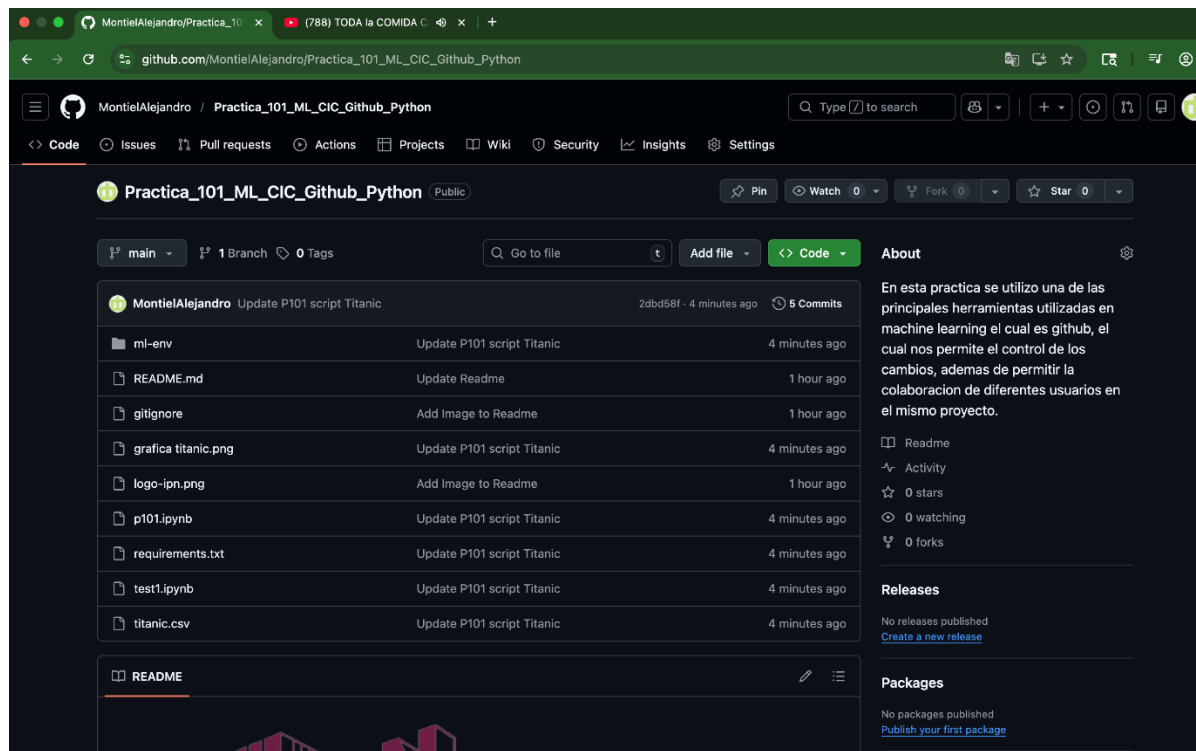 MontielAlejandro/Practica_10
(788) TODA la COMIDA C
github.com/MontielAlejandro/Practica_101_ML_CIC_Github_Python
MontielAlejandro / Practica_101_ML_CIC_Github_Python
Type / to search
Code Issues Pull requests Actions Projects Wiki Security Insights Settings
Practica_101_ML_CIC_Github_Python Public
Pin Watch 0 Fork 0 Star 0
main 1 Branch 0 Tags
Go to file t Add file Code
MontielAlejandro Update P101 script Titanic 2dbd58f · 4 minutes ago 5 Commits
ml-env Update P101 script Titanic 4 minutes ago
README.md Update Readme 1 hour ago
gitignore Add Image to Readme 1 hour ago
grafica titanic.png Update P101 script Titanic 4 minutes ago
logo-ipn.png Add Image to Readme 1 hour ago
p101.ipynb Update P101 script Titanic 4 minutes ago
requirements.txt Update P101 script Titanic 4 minutes ago
test1.ipynb Update P101 script Titanic 4 minutes ago
titanic.csv Update P101 script Titanic 4 minutes ago
README
About
En esta practica se utilizo una de las
principales herramientas utilizadas en
machine learning el cual es github, el
cual nos permite el control de los
cambios, ademas de permitir la
colaboracion de diferentes usuarios en
el mismo proyecto.
Readme
Activity
0 stars
0 watching
0 forks
Releases
No releases published
Create a new release
Packages
No packages published
Publish your first package